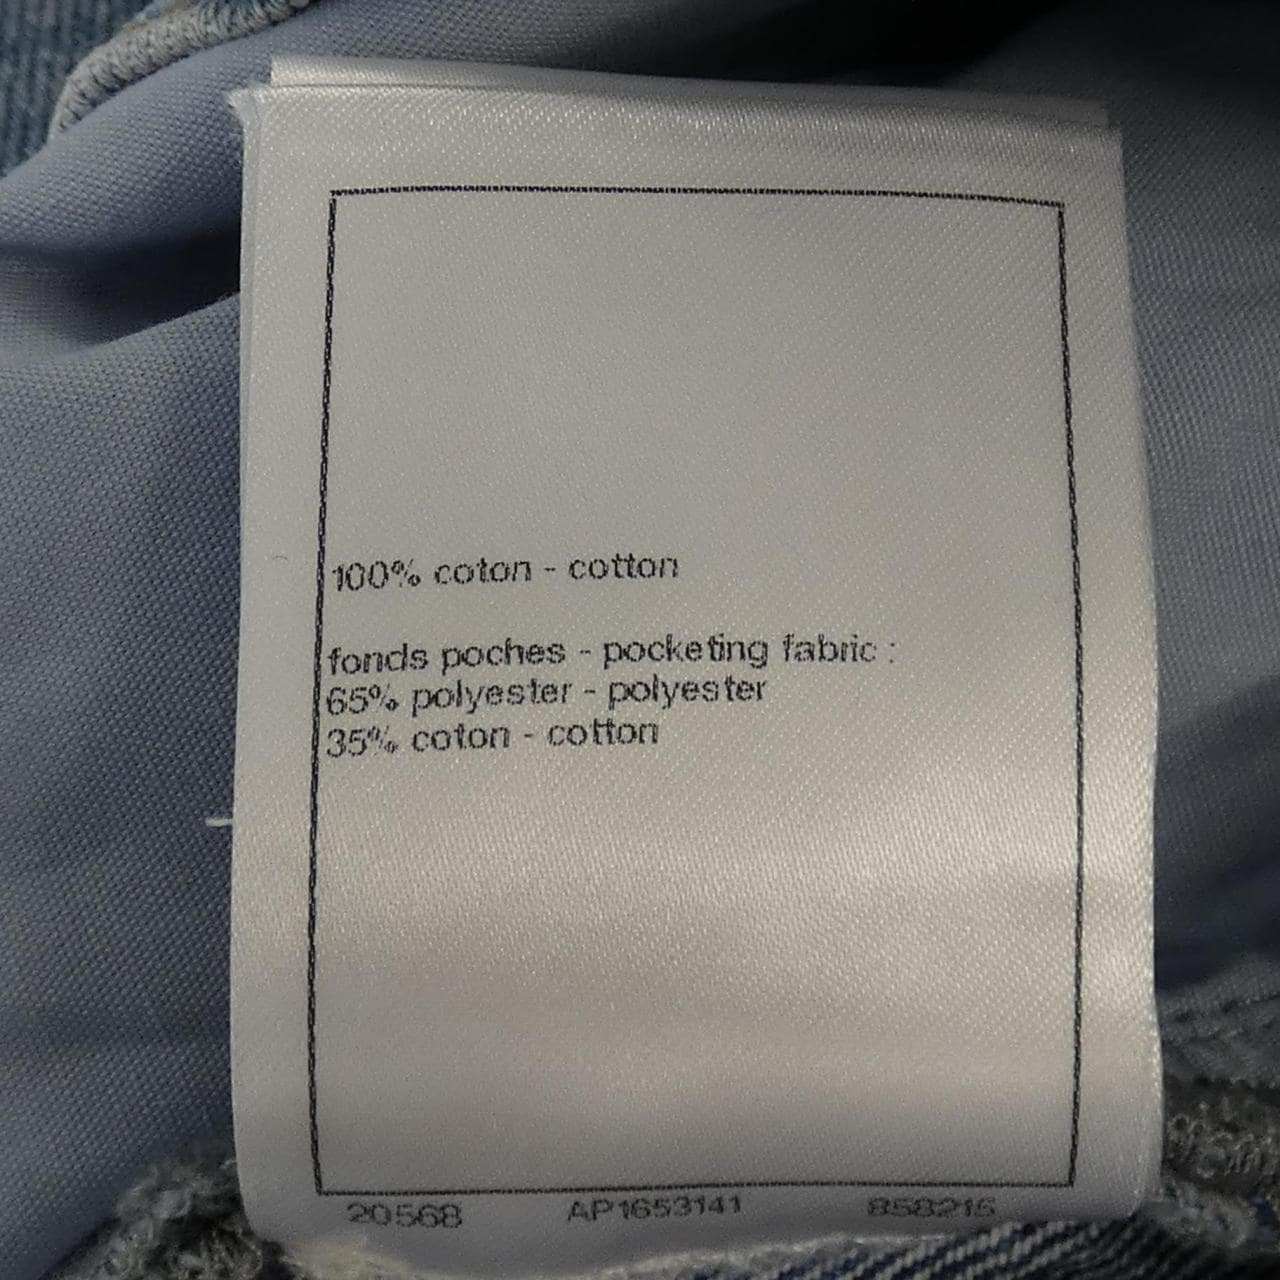 100% coton - cotton
fonds poches - pocketing fabric :
65% polyester - polyester
35% coton - cotton
20568 AP1653141 858215